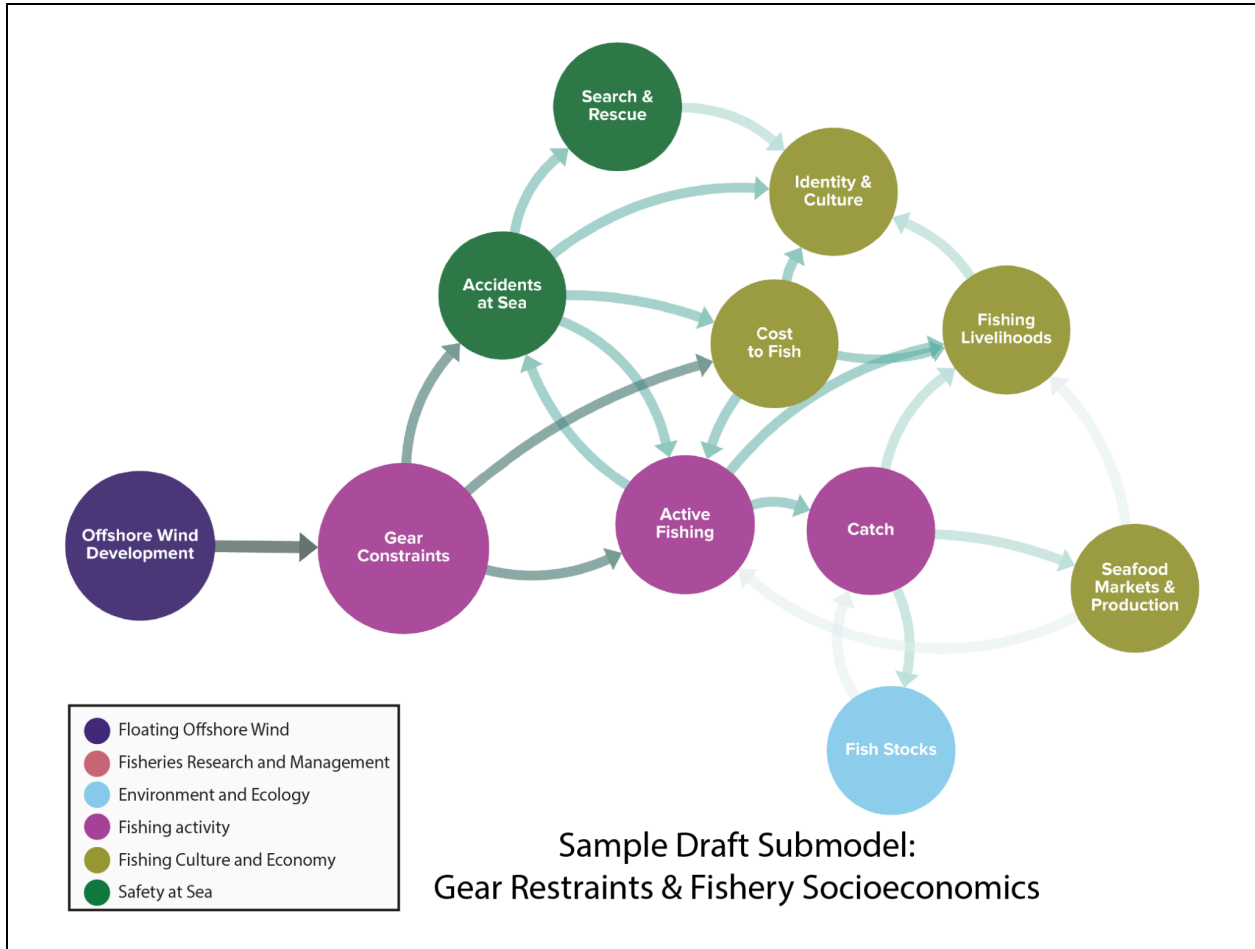 Search &
Rescue
Identity &
Culture
Accidents
at Sea
Cost
to Fish
Fishing
Livelihoods
Offshore Wind
Development
Gear
Constraints
Active
Fishing
Catch
Seafood
Markets &
Production
Fish Stocks
Floating Offshore Wind
Fisheries Research and Management
Environment and Ecology
Fishing activity
Fishing Culture and Economy
Safety at Sea
Sample Draft Submodel:
Gear Restraints & Fishery Socioeconomics